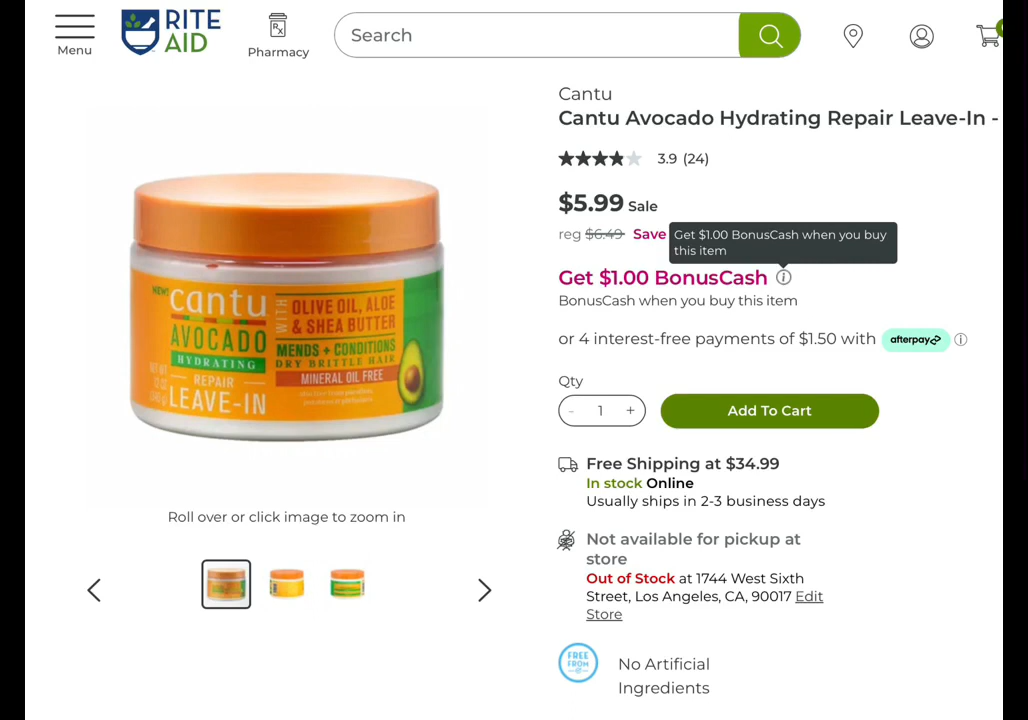 Menu
RITE
AID
Pharmacy
Search
Cantu
Cantu Avocado Hydrating Repair Leave-In -
3.9 (24)
$5.99 Sale
reg $6.49 Save
Get $1.00 BonusCash when you buy
this item
Get $1.00 BonusCash
BonusCash when you buy this item
or 4 interest-free payments of $1.50 with afterpay
Qty
- 1 +
Add To Cart
Free Shipping at $34.99
In stock Online
Usually ships in 2-3 business days
Not available for pickup at
store
Out of Stock at 1744 West Sixth
Street, Los Angeles, CA, 90017 Edit
Store
FREE
FROM
No Artificial
Ingredients
NEW!
cantu
AVOCADO
HYDRATING
REPAIR
LEAVE-IN
WITH
OLIVE OIL, ALOE
& SHEA BUTTER
MENDS + CONDITIONS
DRY BRITTLE HAIR
MINERAL OIL FREE
NET WT
12 OZ
Roll over or click image to zoom in